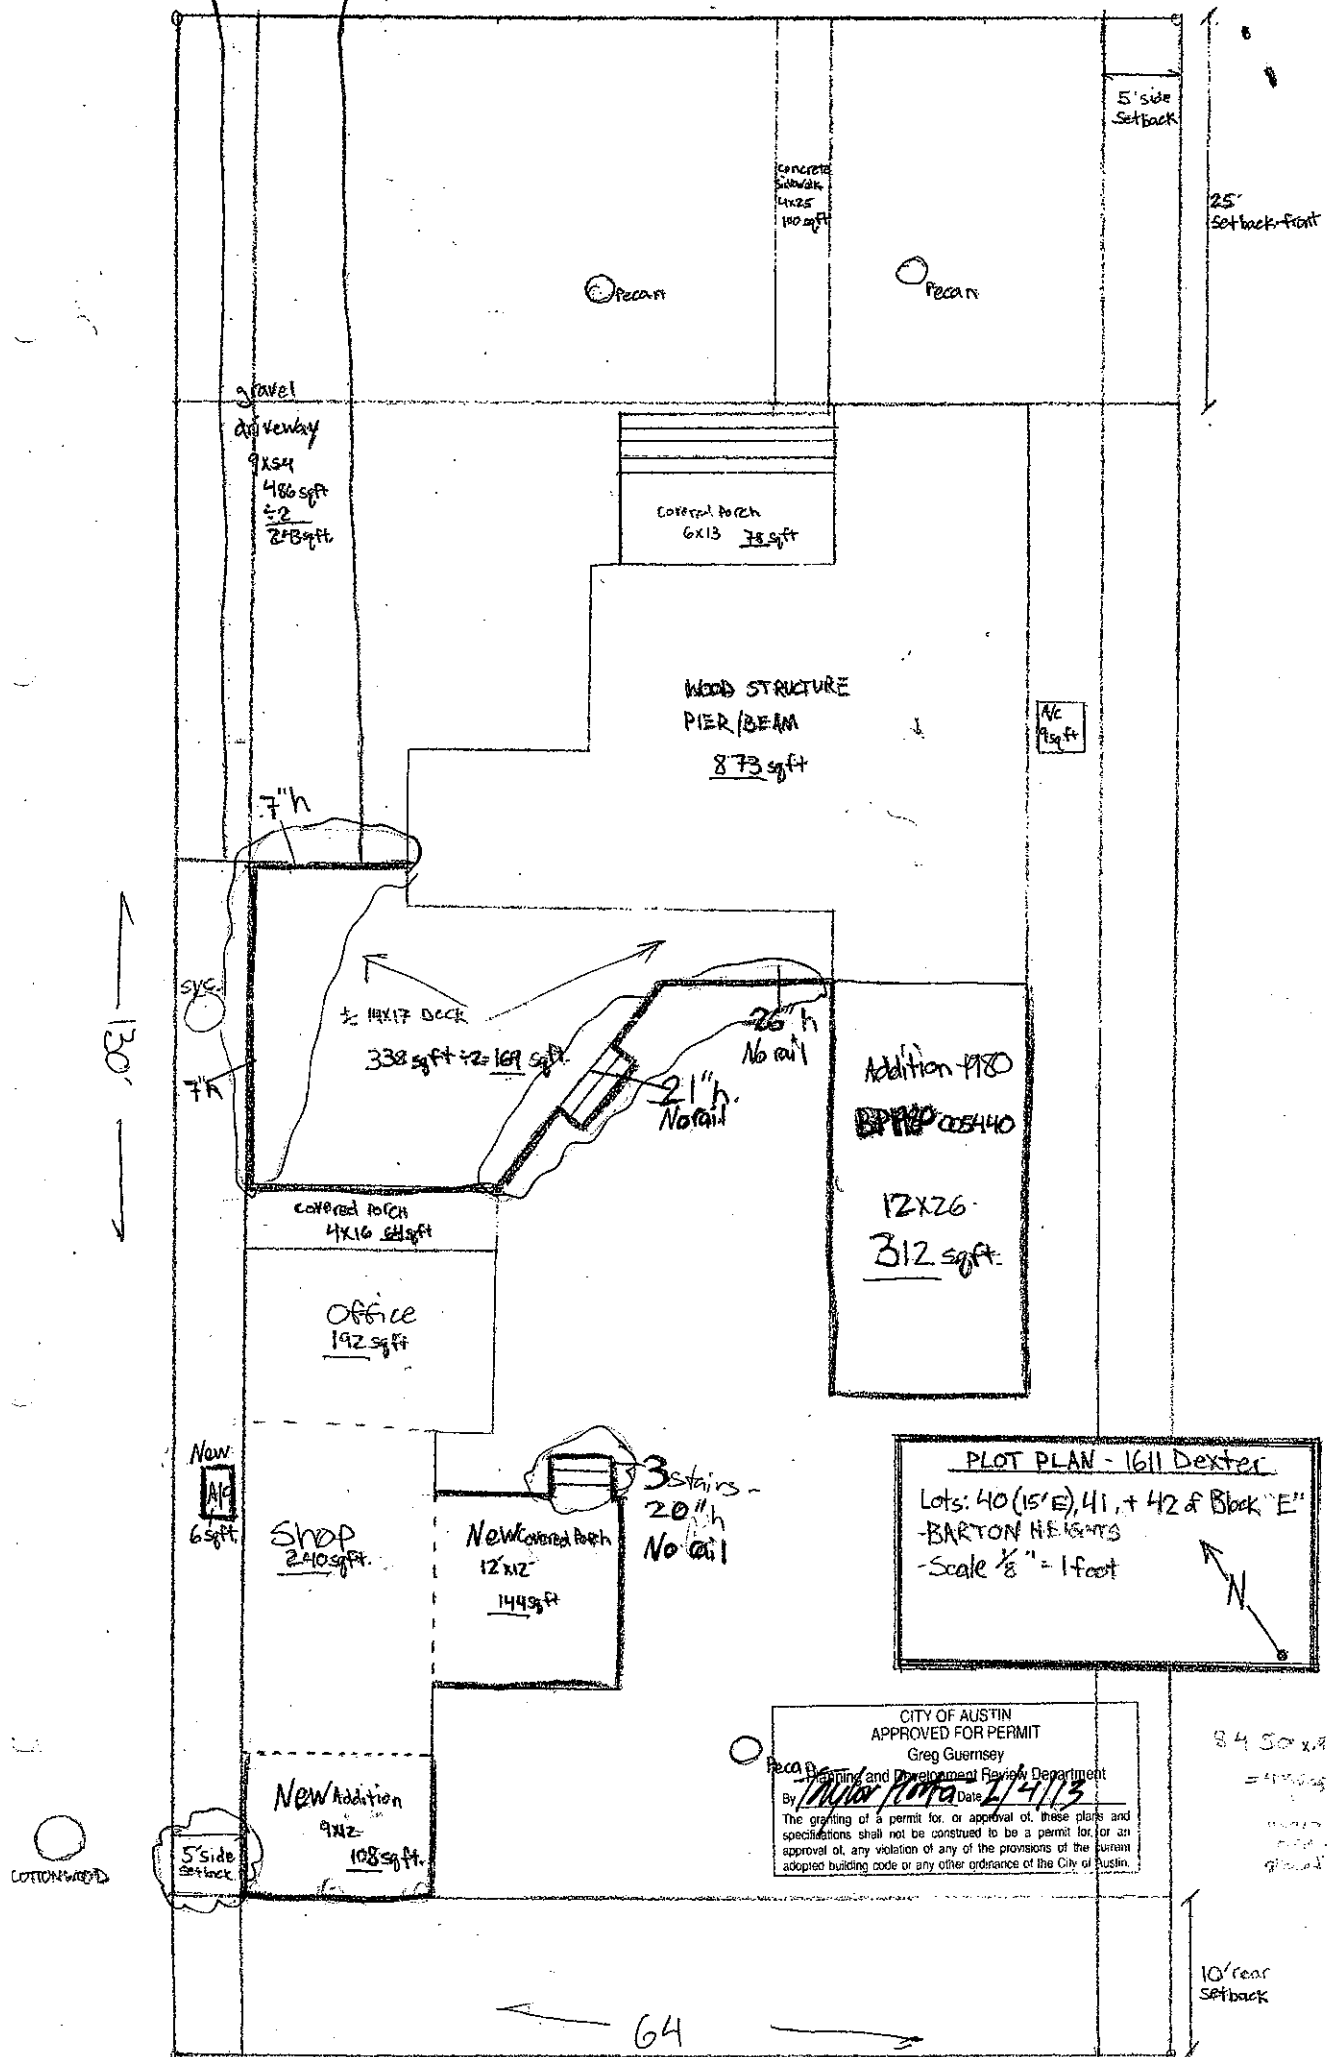 5' side
setback
concrete
sidewalk
4x25
100 sqft
25'
setback-front
Pecan
Pecan
gravel
driveway
9x54
486 sqft
÷2
243 sqft.
Covered Porch
6x13 78 sqft
WOOD STRUCTURE
PIER/BEAM
873 sqft
A/C
9 sqft
7"h
syc.
130'
± 14x17 DECK
338 sqft ÷2= 169 sqft.
7"h
26"h
No rail
21"h.
No rail
Addition-1980
005440
12x26
312 sqft.
covered porch
4x16 64 sqft
Office
192 sqft
New
A/C
6 sqft.
Shop
240 sqft.
3 stairs -
20"h
No rail
New Covered Porch
12'x12'
144 sqft
PLOT PLAN - 1611 Dexter
Lots: 40 (15'E), 41, + 42 of Block "E"
-BARTON HEIGHTS
-Scale 1/8" = 1 foot
N
CITY OF AUSTIN
APPROVED FOR PERMIT
Greg Guernsey
Planning and Development Review Department
By Date 2/4/13
The granting of a permit for, or approval of, these plans and
specifications shall not be construed to be a permit for, or an
approval of, any violation of any of the provisions of the current
adopted building code or any other ordinance of the City of Austin.
New Addition
9x12
108 sqft.
5' side
setback
COTTONWOOD
10' rear
setback
64